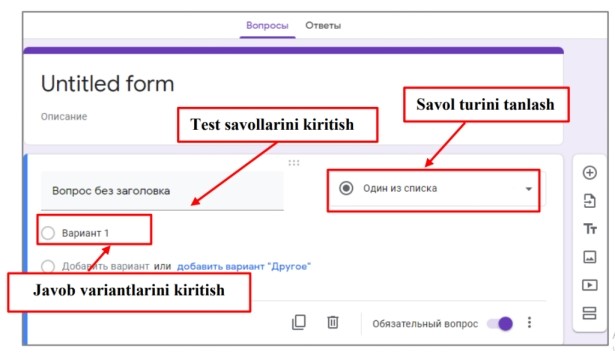 Вопросы Ответы
Untitled form
Описание
Savol turini tanlash
Test savollarini kiritish
Вопрос без заголовка
Один из списка
Вариант 1
Добавить вариант или добавить вариант "Другое"
Javob variantlarini kiritish
Обязательный вопрос
Тт